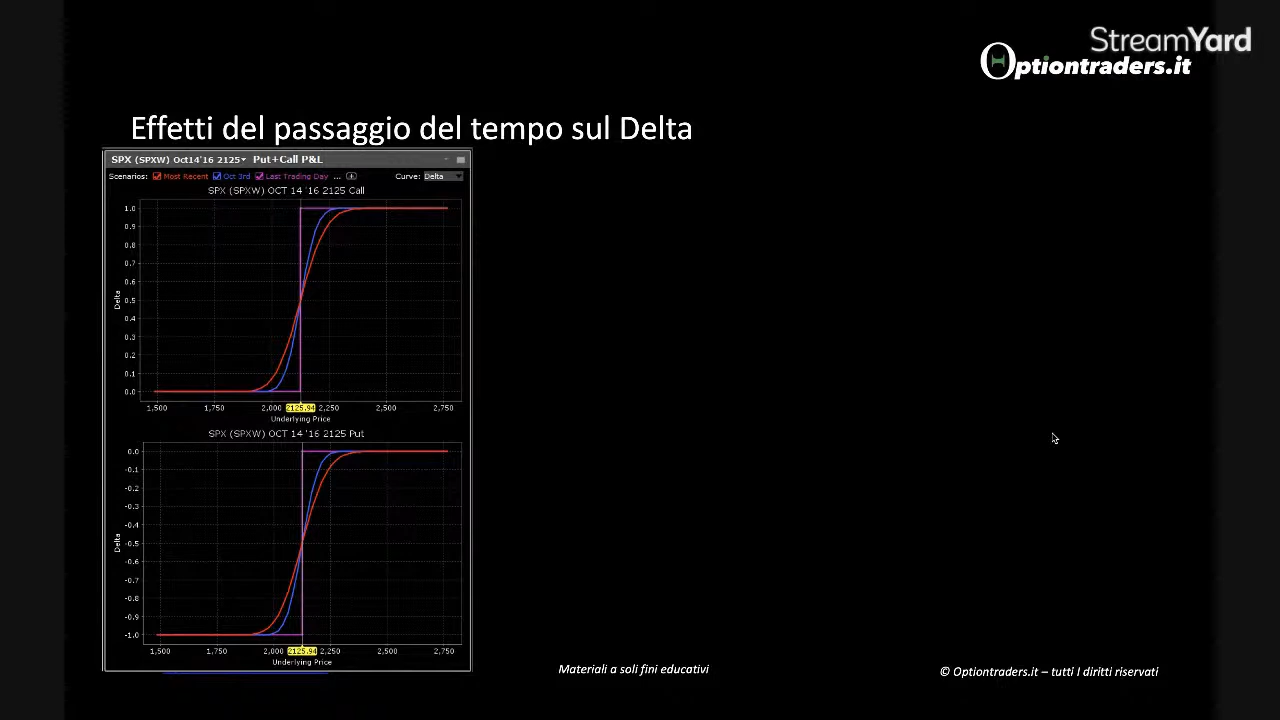 StreamYard
Optiontraders.it
Effetti del passaggio del tempo sul Delta
SPX (SPXW) Oct14'16 2125 Put+Call P&L
Scenarios: Most Recent Oct 3rd Last Trading Day ... Curve: Delta
SPX (SPXW) OCT 14 '16 2125 Call
1.0
0.9
0.8
0.7
0.6
0.5
0.4
0.3
0.2
0.1
0.0
Delta
1,500 1,750 2,000 2125.94 2,250 2,500 2,750
Underlying Price
SPX (SPXW) OCT 14 '16 2125 Put
0.0
-0.1
-0.2
-0.3
-0.4
-0.5
-0.6
-0.7
-0.8
-0.9
-1.0
Delta
1,500 1,750 2,000 2125.94 2,250 2,500 2,750
Underlying Price
Materiali a soli fini educativi
© Optiontraders.it – tutti I diritti riservati